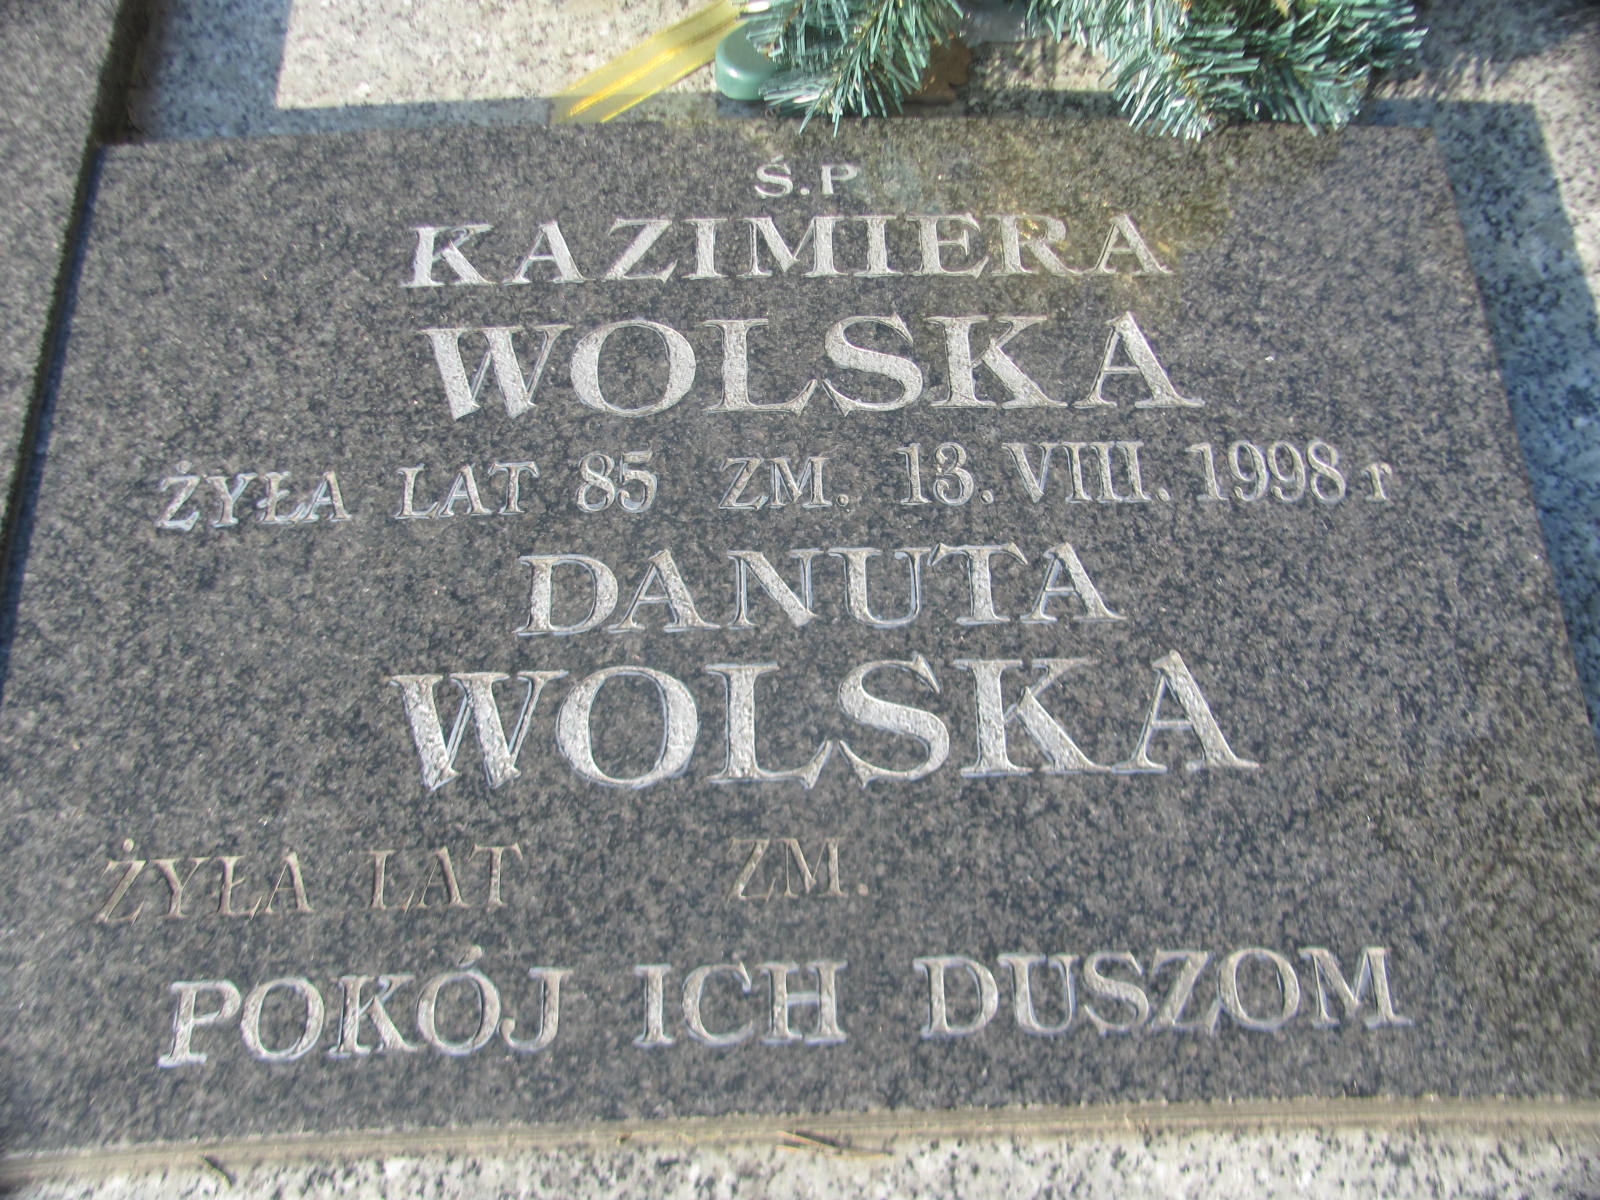 Ś.P
KAZIMIERA
WOLSKA
ŻYŁA LAT 85 ZM. 13.VIII.1998 r
DANUTA
WOLSKA
ŻYŁA LAT ZM.
POKÓJ ICH DUSZOM